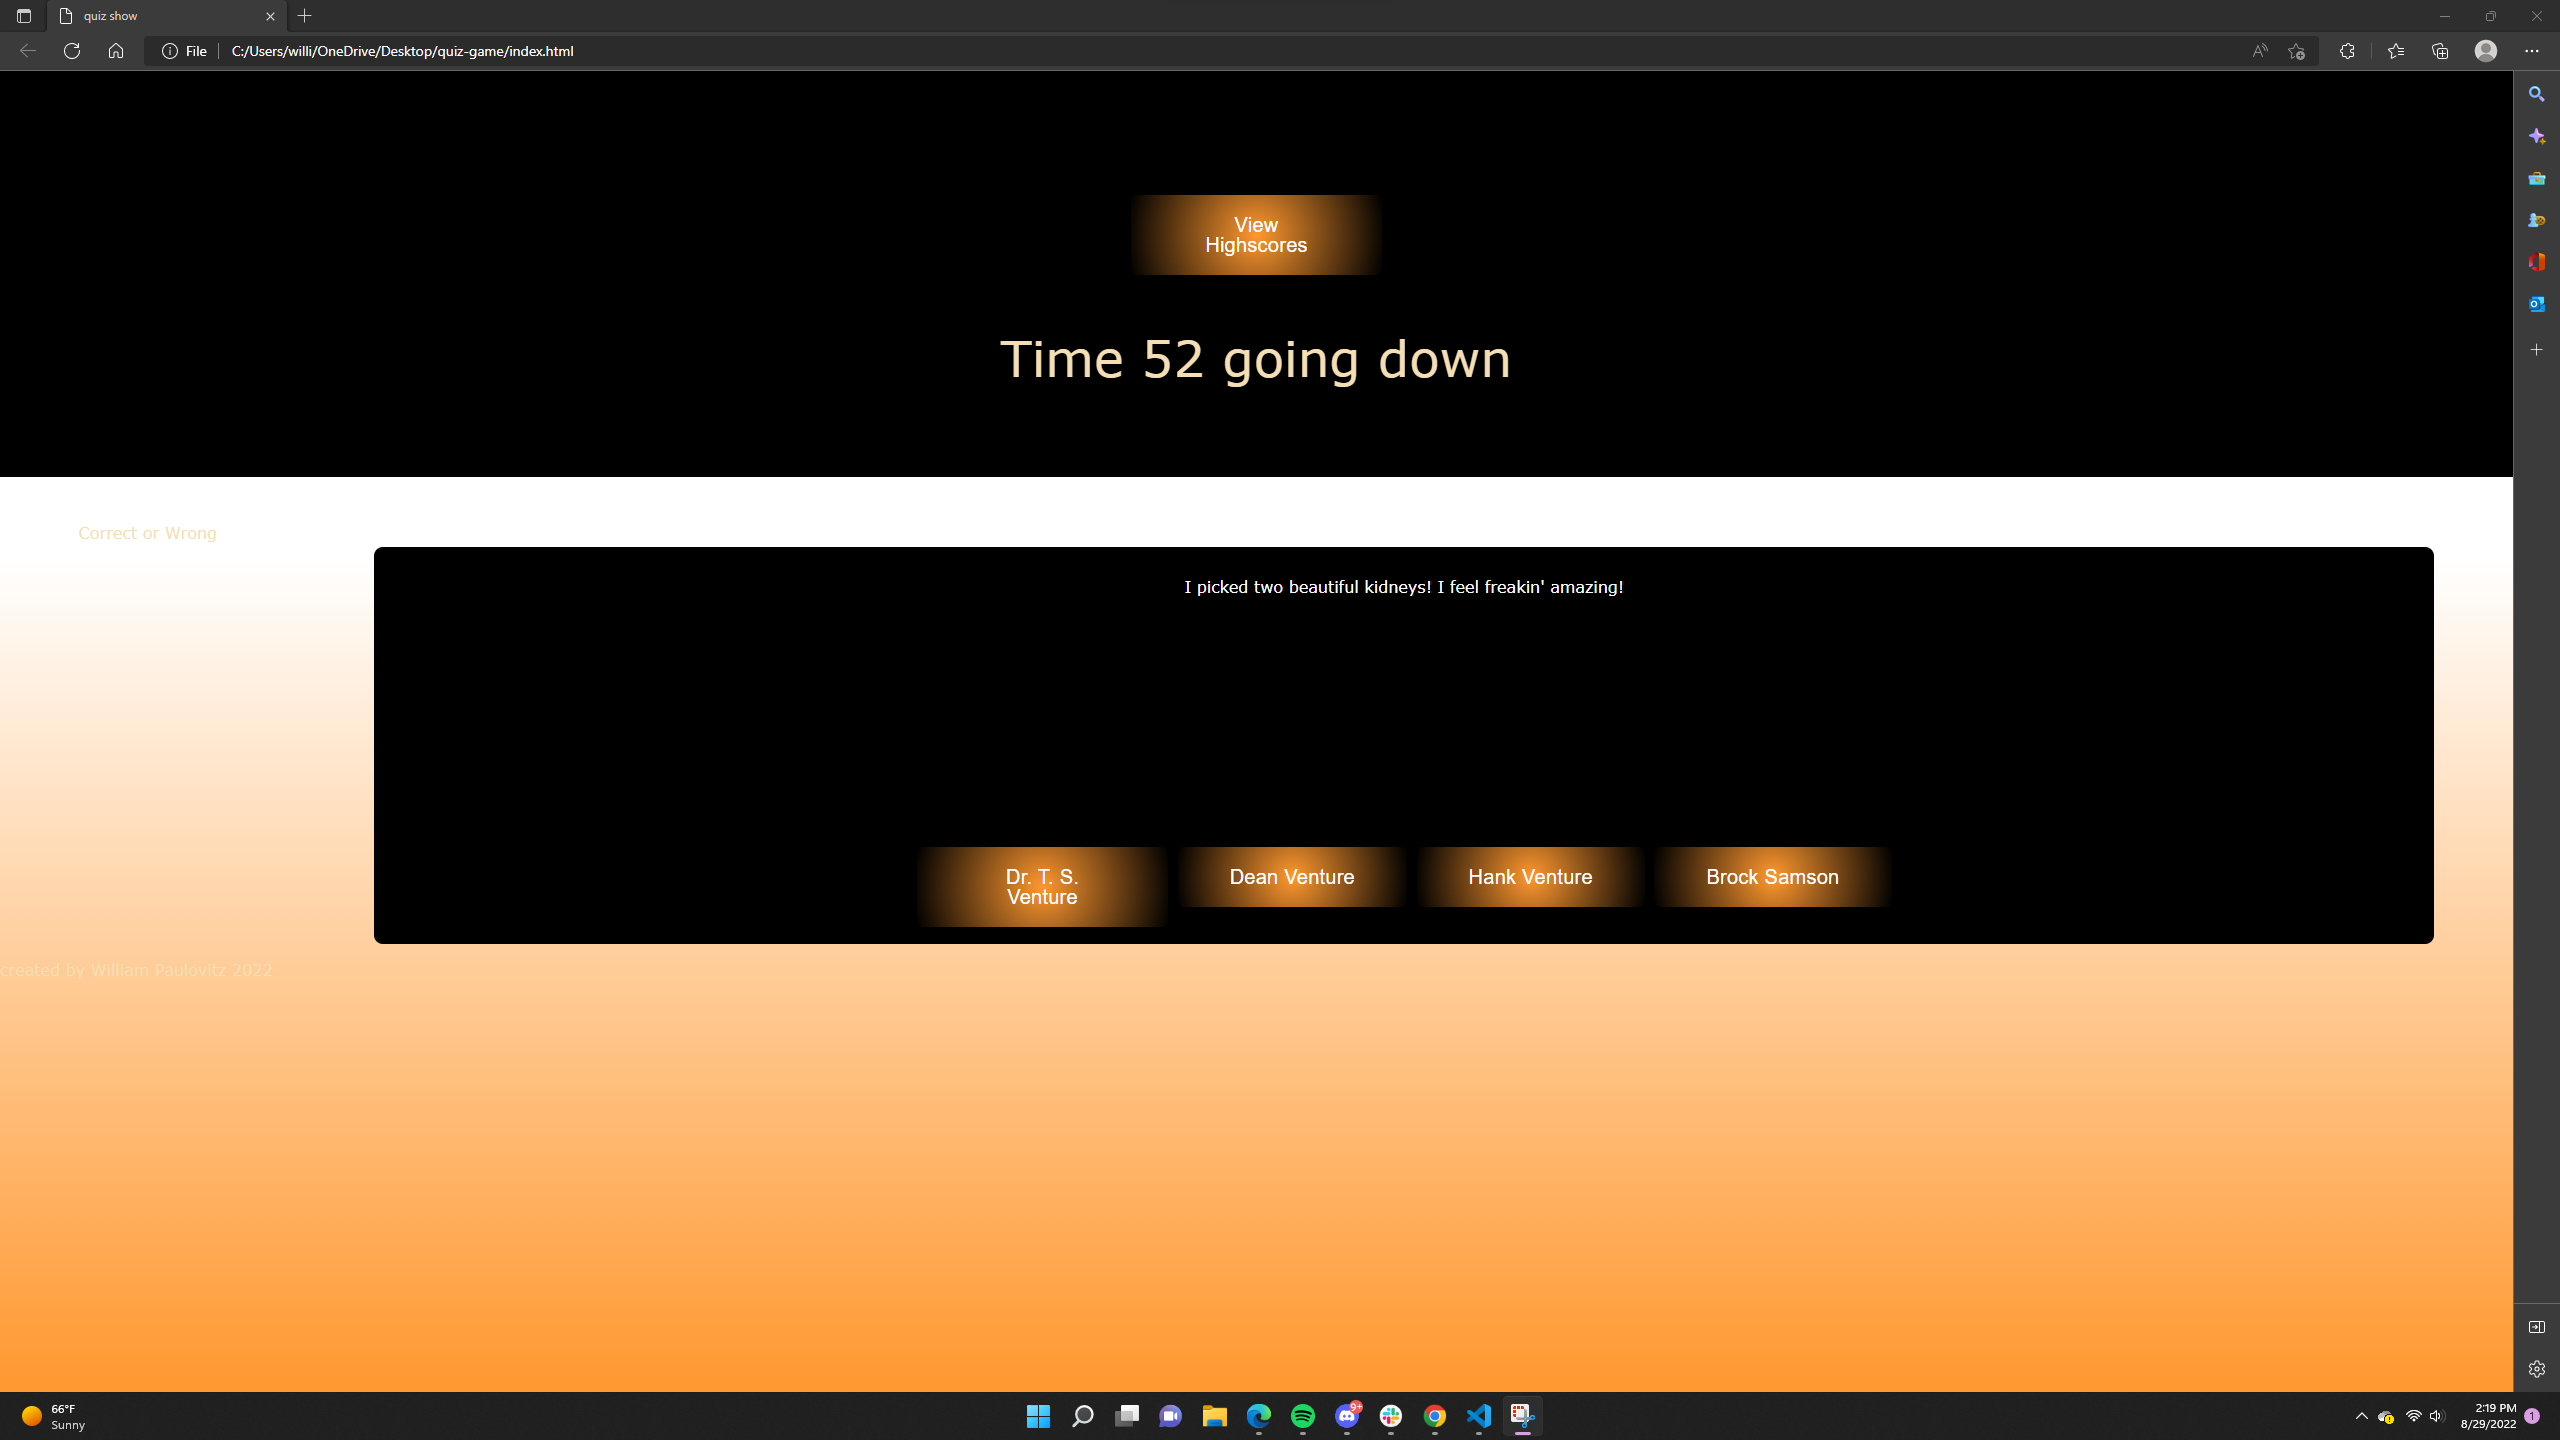 quiz show
File
C:/Users/willi/OneDrive/Desktop/quiz-game/index.html
View
Highscores
Time 52 going down
Correct or Wrong
I picked two beautiful kidneys! I feel freakin' amazing!
Dr. T. S.
Venture
Dean Venture
Hank Venture
Brock Samson
created by William Paulovitz 2022
66°F
Sunny
9+
2:19 PM
8/29/2022
1